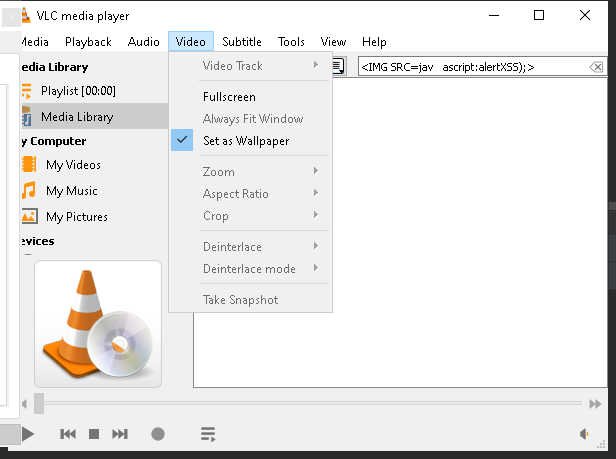 VLC media player
Media Playback Audio Video Subtitle Tools View Help
edia Library
Playlist [00:00]
Media Library
y Computer
My Videos
My Music
My Pictures
evices
Video Track
Fullscreen
Always Fit Window
Set as Wallpaper
Zoom
Aspect Ratio
Crop
Deinterlace
Deinterlace mode
Take Snapshot
<IMG SRC=jav ascript:alertXSS);>